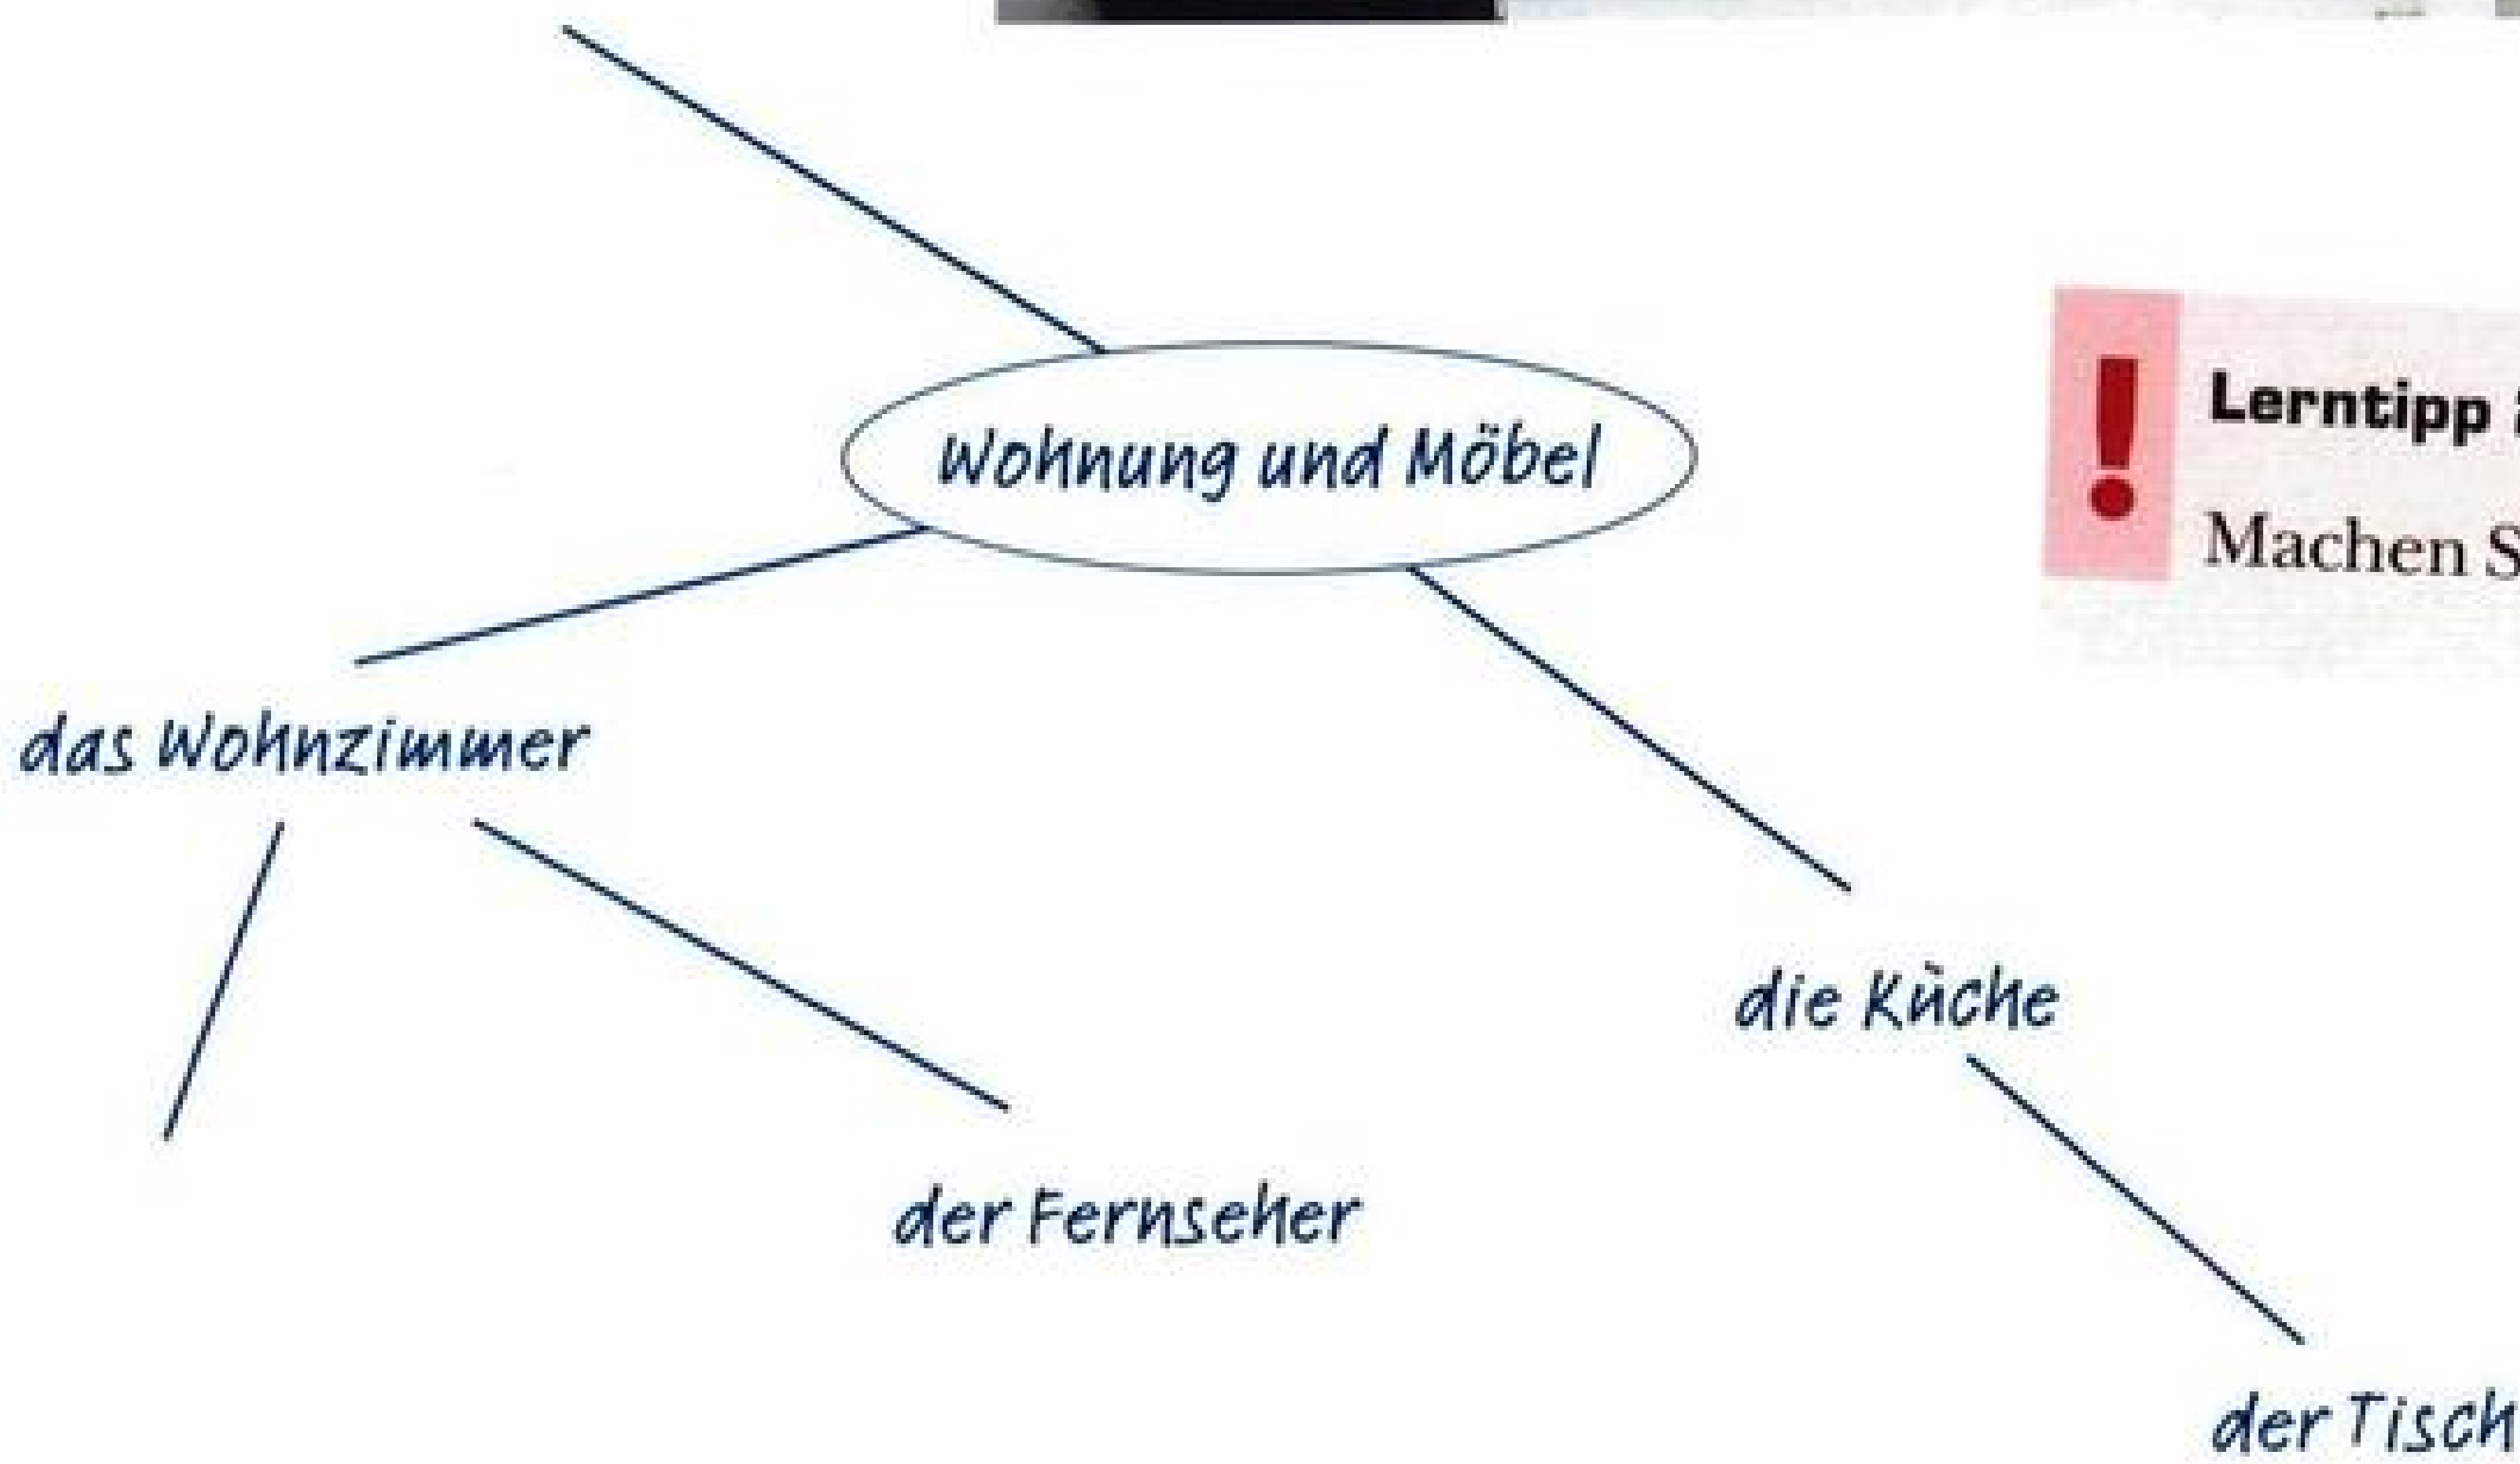 Wohnung und Möbel
Lerntipp
Machen S
das Wohnzimmer
die Küche
der Fernseher
der Tisch